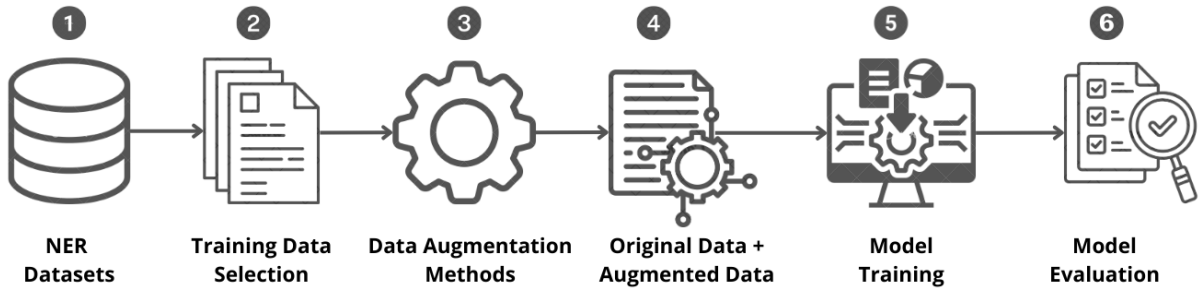 1
2
3
4
5
6
NER
Datasets
Training Data
Selection
Data Augmentation
Methods
Original Data +
Augmented Data
Model
Training
Model
Evaluation